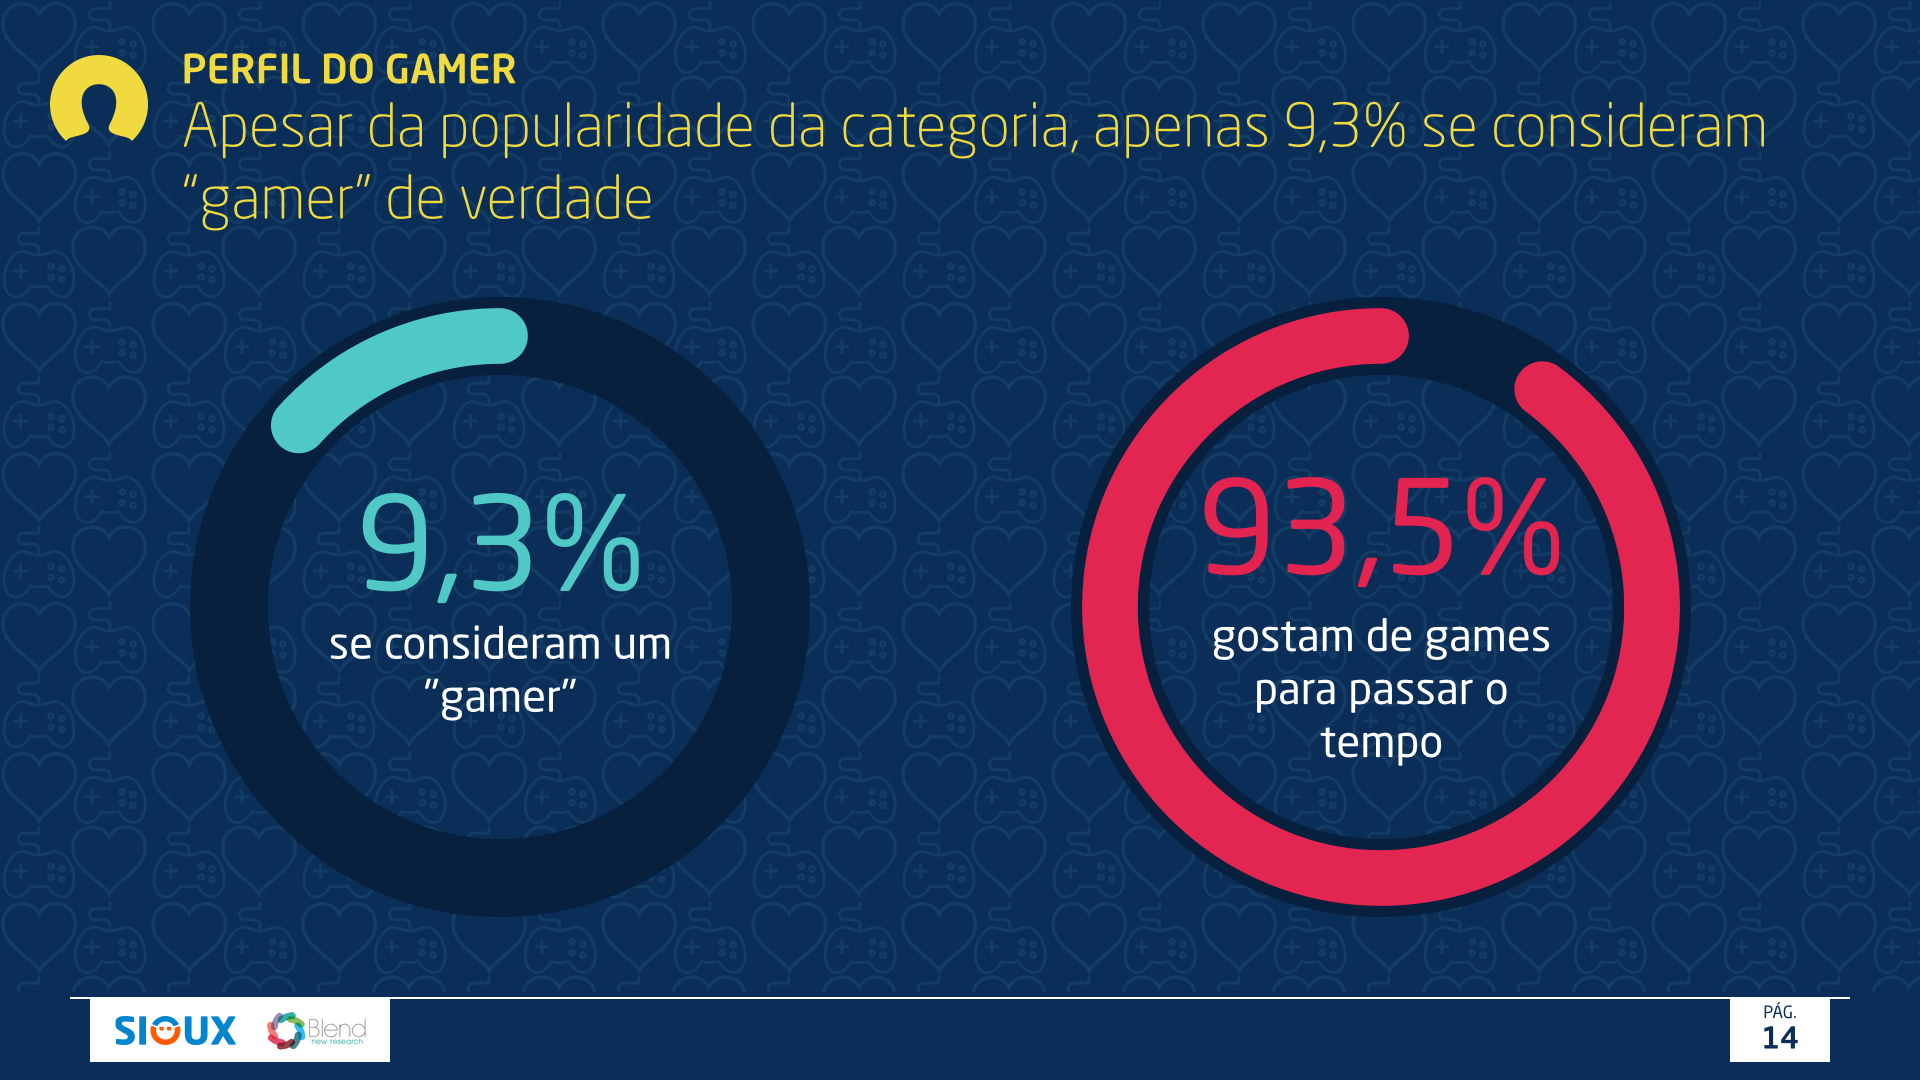 PERFIL DO GAMER
Apesar da popularidade da categoria, apenas 9,3% se consideram
"gamer" de verdade
9,3%
se consideram um
"gamer"
93,5%
gostam de games
para passar o
tempo
SIOUX
Blend
new research
PÁG.
14